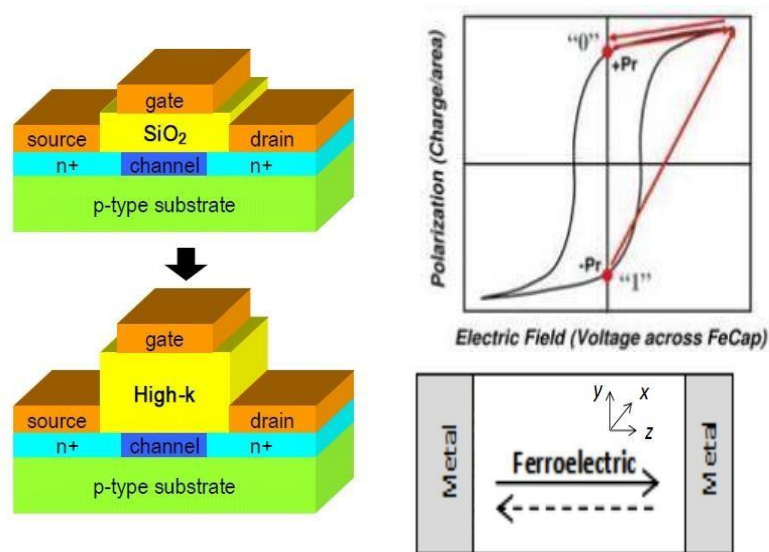 gate
SiO₂
source
drain
n+
channel
n+
p-type substrate
gate
High-k
source
drain
n+
channel
n+
p-type substrate
Polarization (Charge/area)
“0”
+Pr
-Pr
“1”
Electric Field (Voltage across FeCap)
Metal
Ferroelectric
y
x
z
Metal